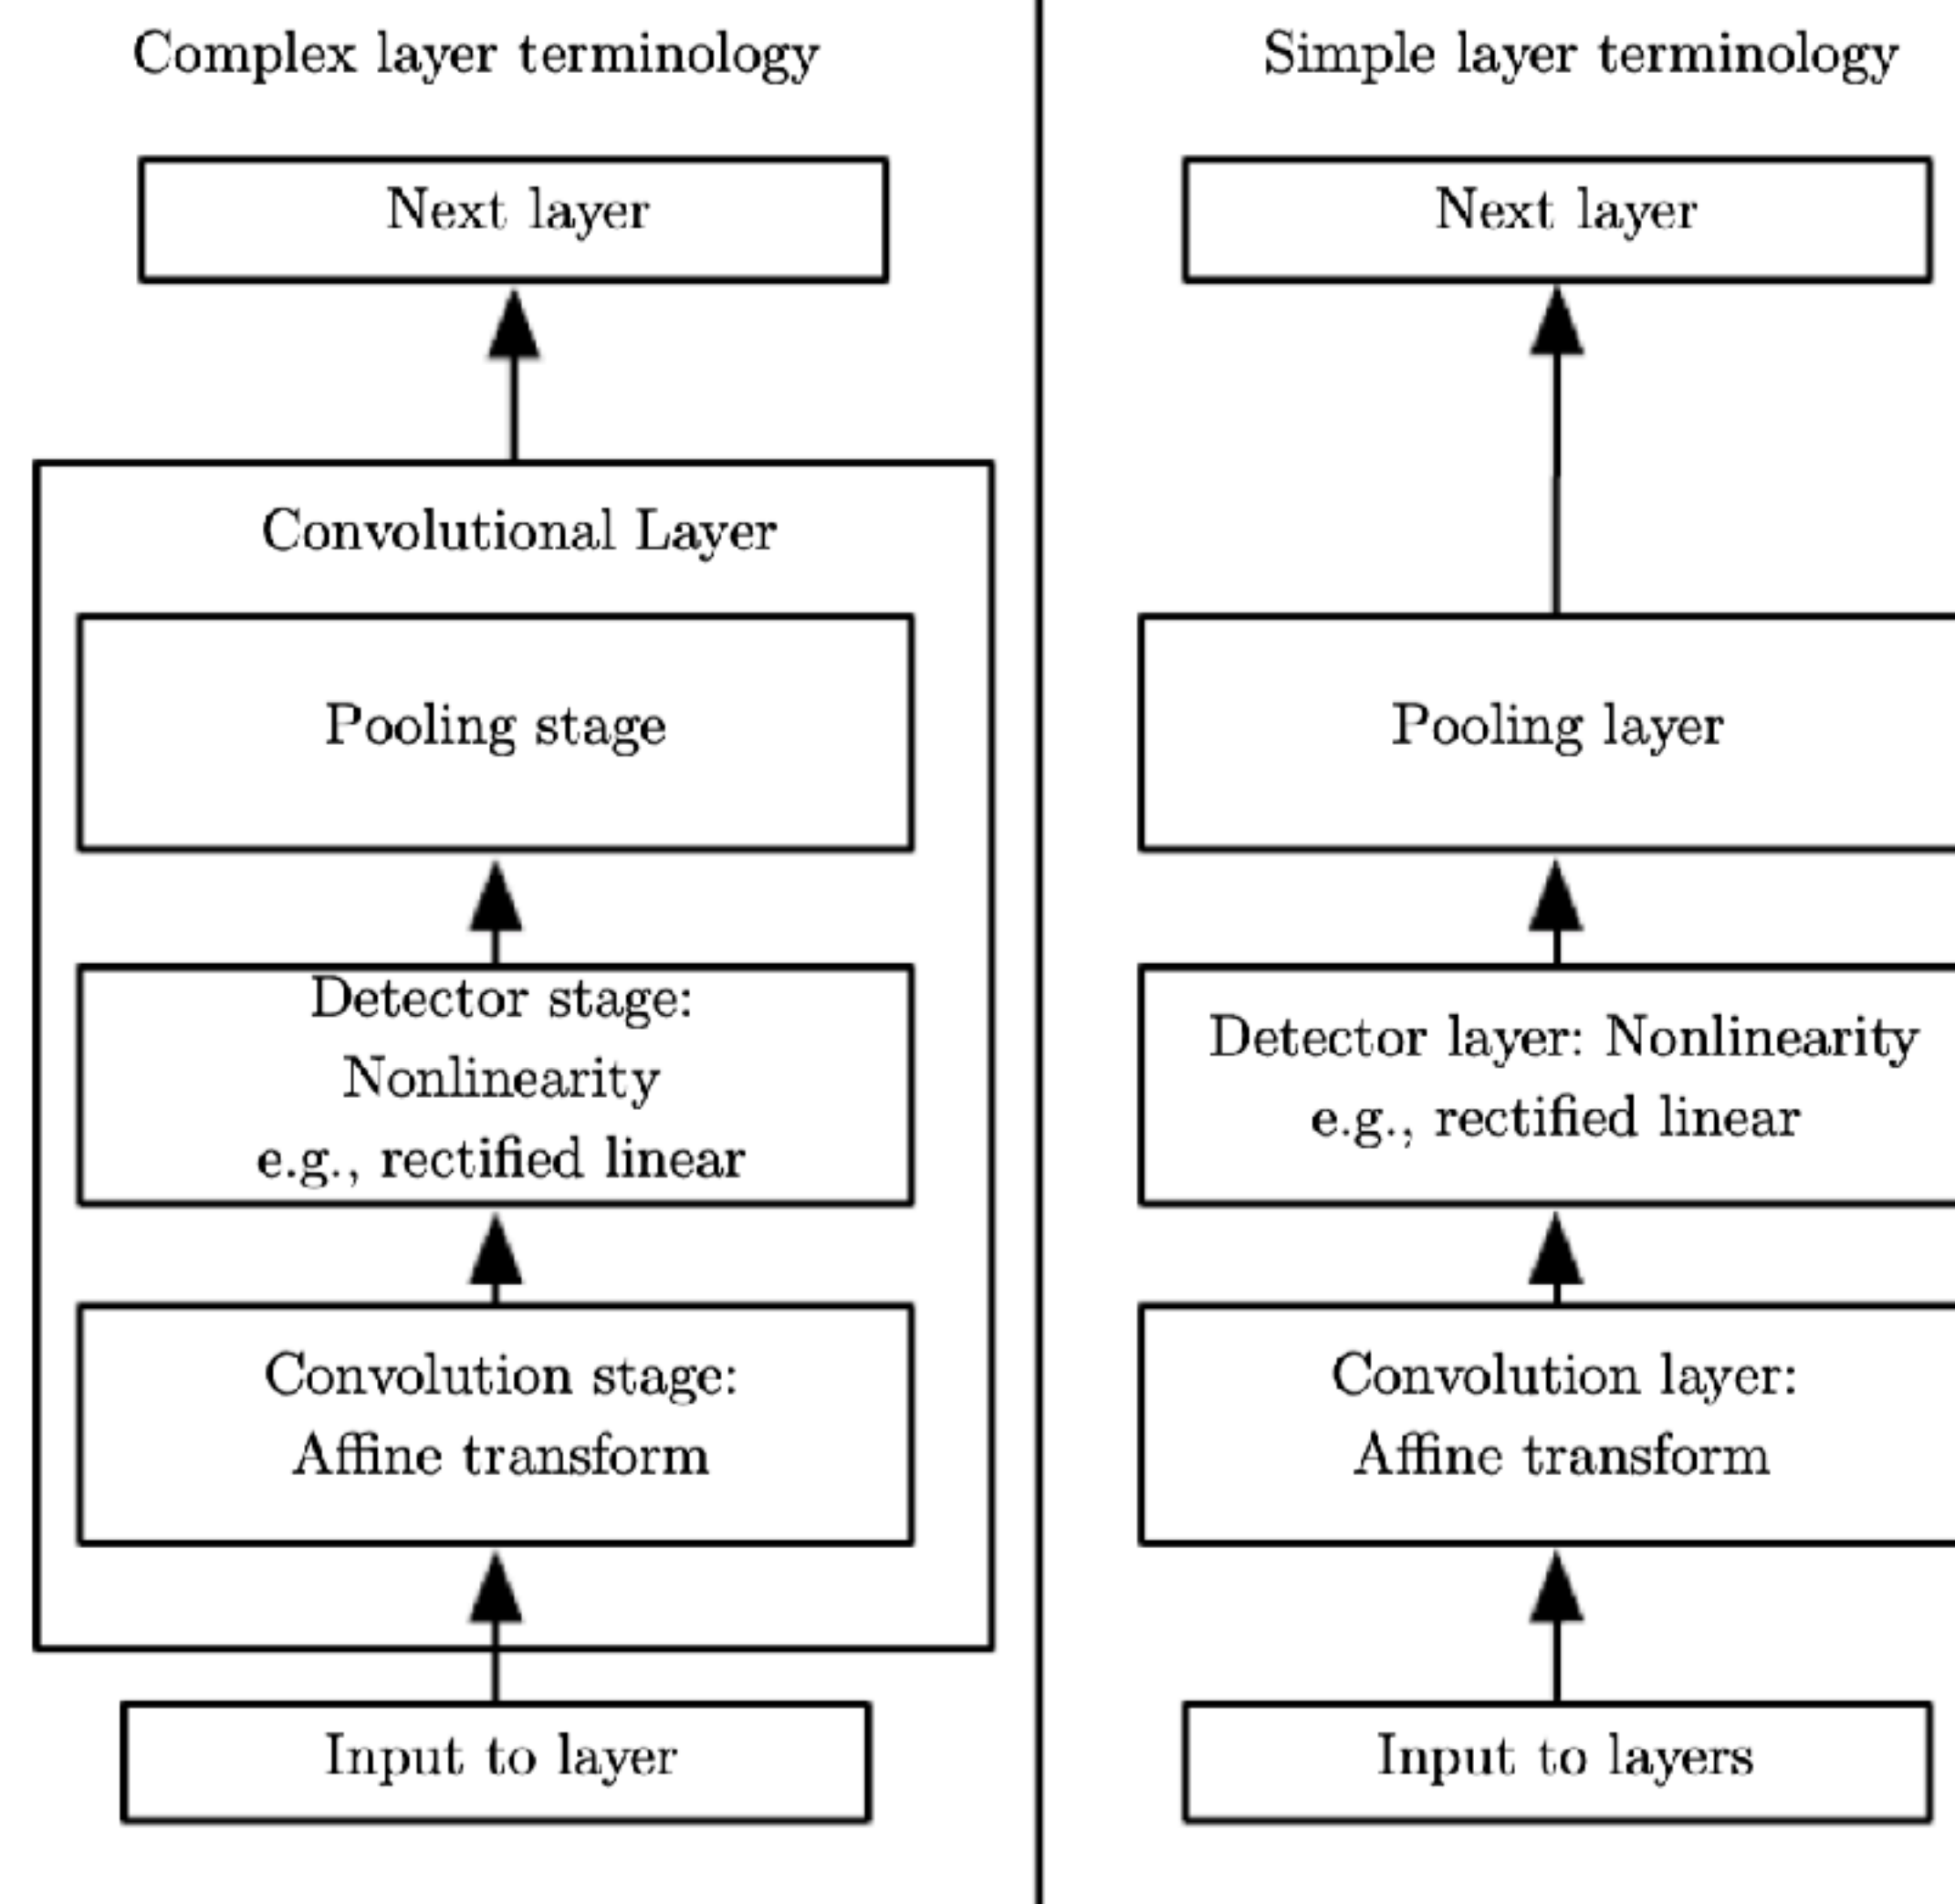 Complex layer terminology
Next layer
Convolutional Layer
Pooling stage
Detector stage:
Nonlinearity
e.g., rectified linear
Convolution stage:
Affine transform
Input to layer
Simple layer terminology
Next layer
Pooling layer
Detector layer: Nonlinearity
e.g., rectified linear
Convolution layer:
Affine transform
Input to layers